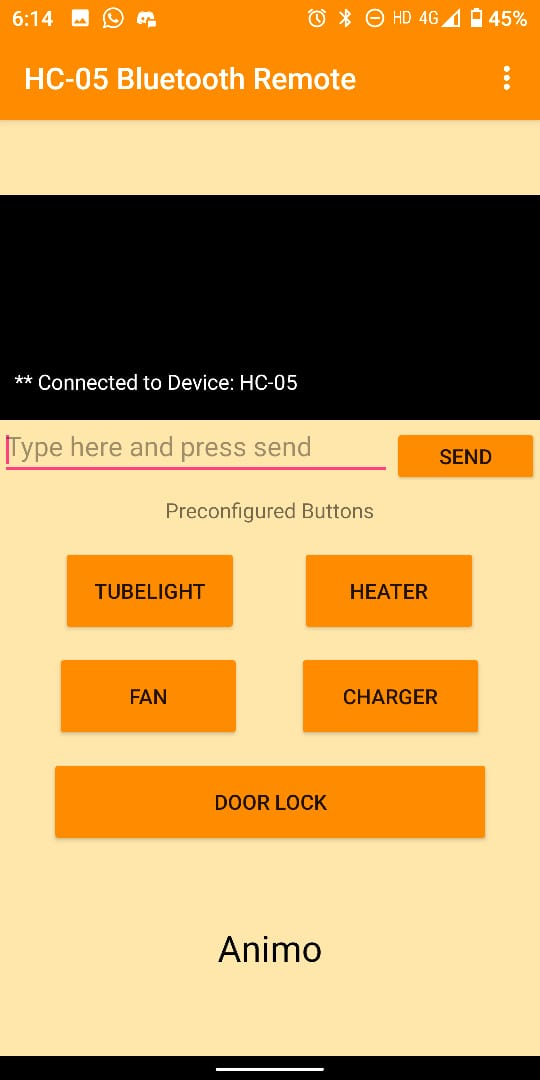 6:14 HD 4G 45%
HC-05 Bluetooth Remote
** Connected to Device: HC-05
Type here and press send
SEND
Preconfigured Buttons
TUBELIGHT HEATER
FAN CHARGER
DOOR LOCK
Animo